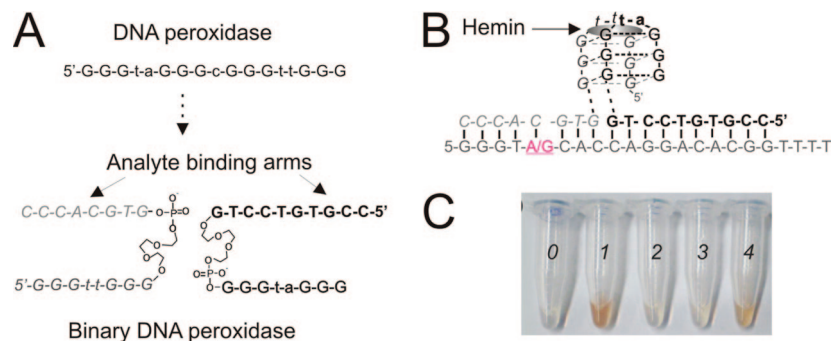 A
DNA peroxidase
5'-G-G-G-t-a-G-G-G-c-G-G-G-t-t-G-G-G
Analyte binding arms
C-C-C-A-C-G-T-G
O-P=O
O
O
O
O
O
5'-G-G-G-t-t-G-G-G
G-T-C-C-T-G-T-G-C-C-5'
O
O
O
O
O=P-O
O
G-G-G-t-a-G-G-G
Binary DNA peroxidase
B
Hemin
t-t t-a
G G G G
G G G G
G G G G
5'
C-C-C-A- C -G-T-G G-T- C-C-T-G-T-G-C-C-5'
5-G-G-G-T-A/G-C-A-C-C-A-G-G-A-C-A-C-G-G-T-T-T-T
C
0 1 2 3 4